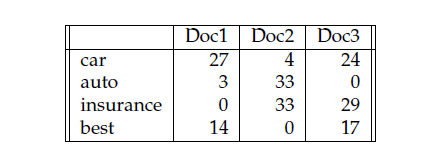 Doc1 Doc2 Doc3
car 27 4 24
auto 3 33 0
insurance 0 33 29
best 14 0 17